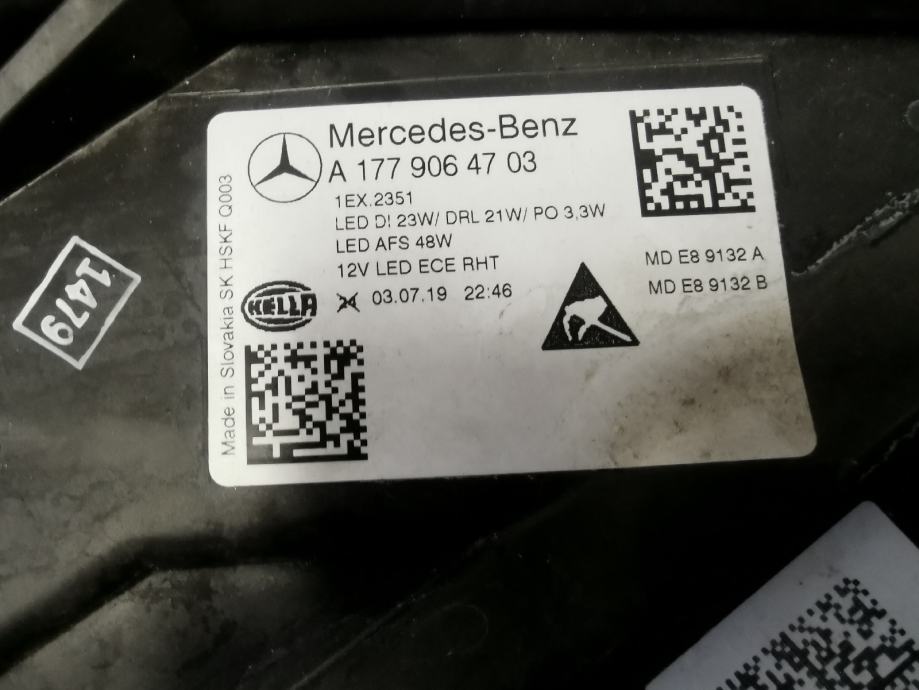 Mercedes-Benz
A 177 906 47 03
1EX.2351
LED DI 23W/ DRL 21W/ PO 3,3W
LED AFS 48W
12V LED ECE RHT
03.07.19 22:46
MD E8 9132 A
MD E8 9132 B
HELLA
Made in Slovakia SK HSKF Q003
1479